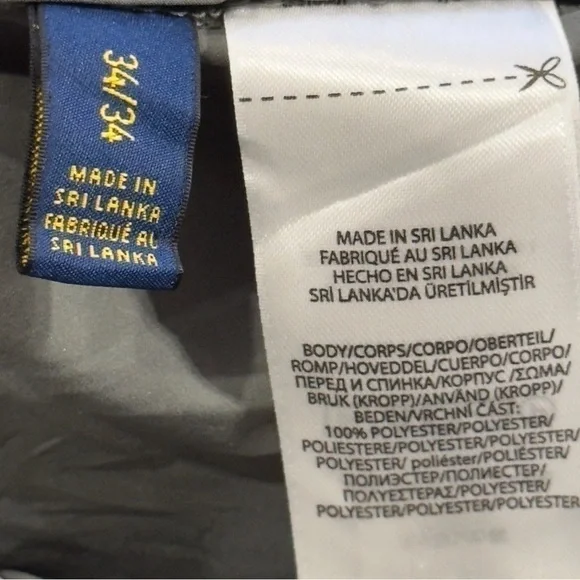 34/34
MADE IN
SRI LANKA
FABRIQUÉ AU
SRI LANKA
MADE IN SRI LANKA
FABRIQUÉ AU SRI LANKA
HECHO EN SRI LANKA
SRİ LANKA'DA ÜRETİLMİŞTİR
BODY/CORPS/CORPO/OBERTEIL/
ROMP/HOVEDDEL/CUERPO/CORPO/
ПЕРЕД И СПИНКА/КОРПУС /ΣΩΜΑ/
BRUK (KROPP)/ANVÄND (KROPP)/
BEDEN/VRCHNÍ ČÁST:
100% POLYESTER/POLYESTER/
POLIESTERE/POLYESTER/POLYESTER/
POLYESTER/ poliéster/POLIÉSTER/
ПОЛИЭСТЕР/ПОЛИЕСТЕР/
ΠΟΛΥΕΣΤΕΡΑΣ/POLYESTER/
POLYESTER/POLYESTER/POLYESTER